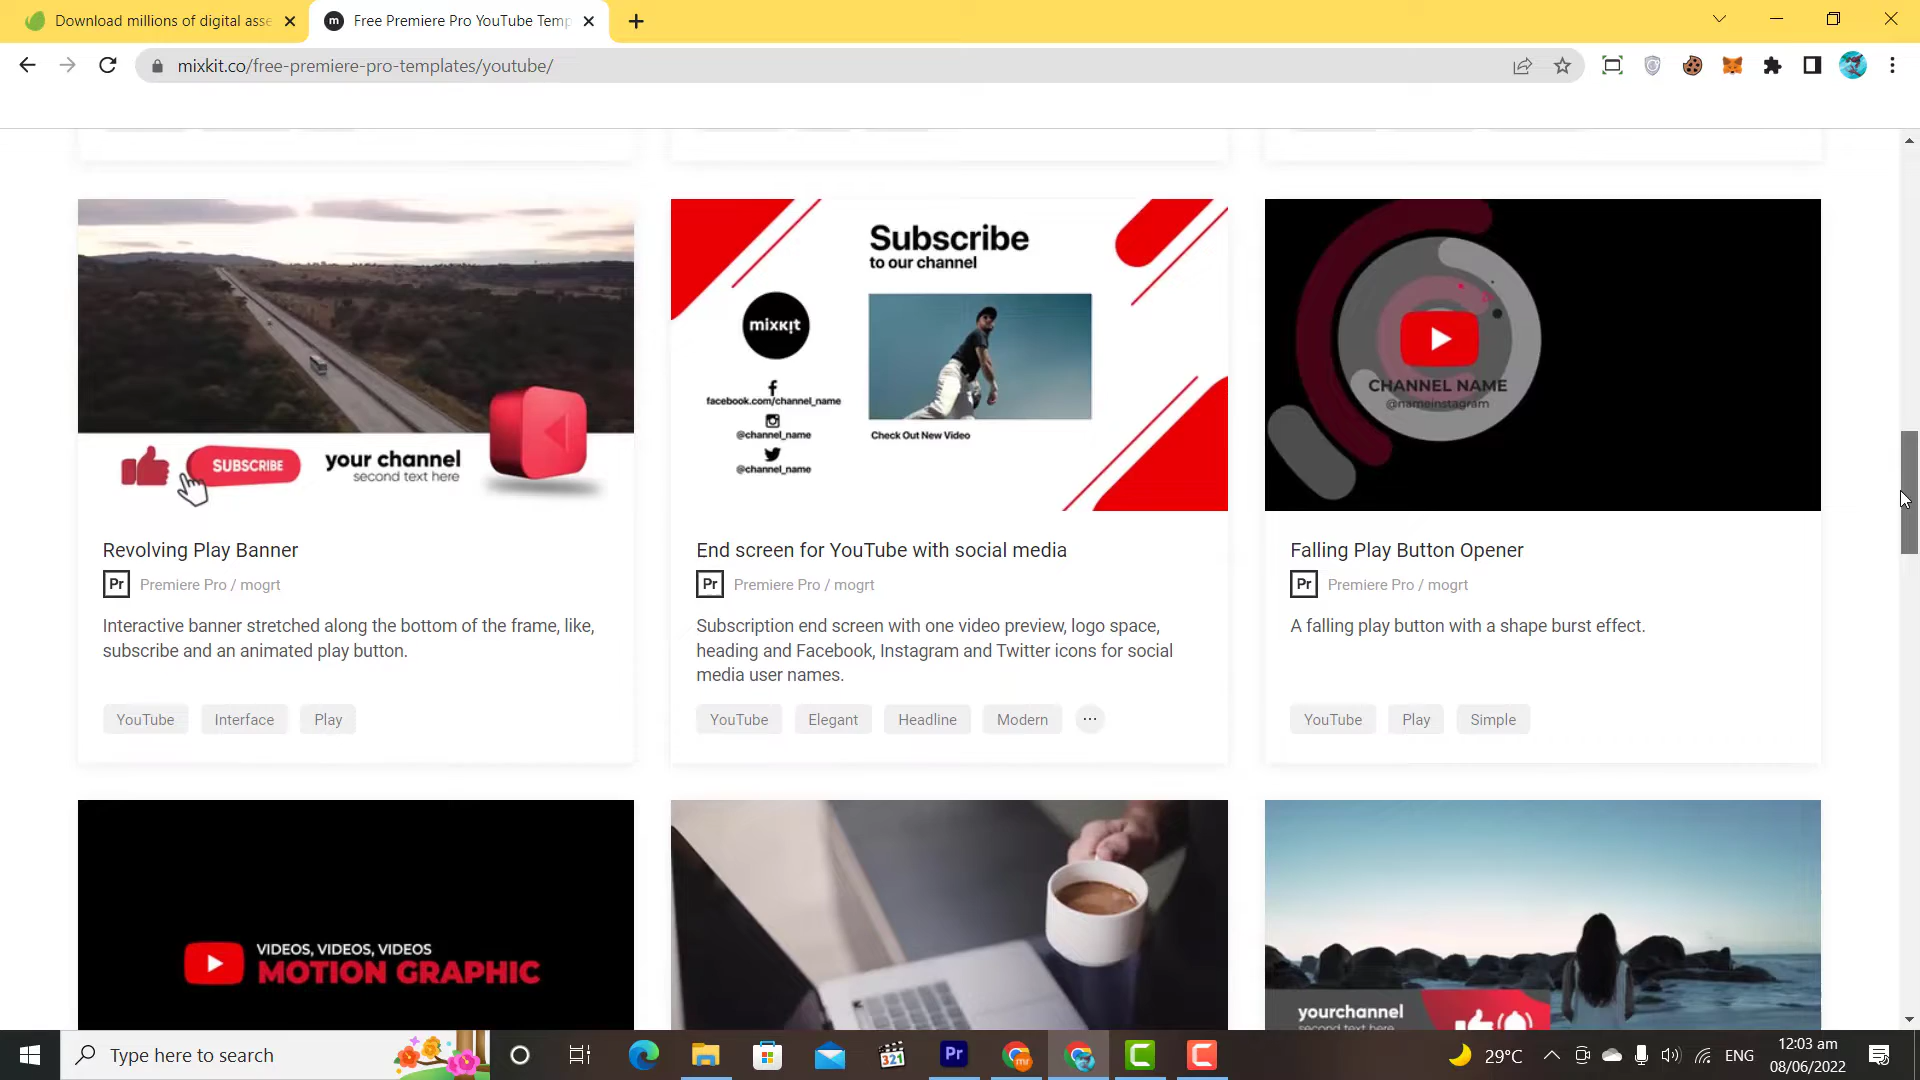 Download millions of digital asse
Free Premiere Pro YouTube Temp
mixkit.co/free-premiere-pro-templates/youtube/
SUBSCRIBE
your channel
second text here
Subscribe
to our channel
mixkit
facebook.com/channel_name
@channel_name
@channel_name
Check Out New Video
CHANNEL NAME
@nameinstagram
Revolving Play Banner
Pr Premiere Pro / mogrt
Interactive banner stretched along the bottom of the frame, like,
subscribe and an animated play button.
YouTube Interface Play
End screen for YouTube with social media
Pr Premiere Pro / mogrt
Subscription end screen with one video preview, logo space,
heading and Facebook, Instagram and Twitter icons for social
media user names.
YouTube Elegant Headline Modern ...
Falling Play Button Opener
Pr Premiere Pro / mogrt
A falling play button with a shape burst effect.
YouTube Play Simple
VIDEOS, VIDEOS, VIDEOS
MOTION GRAPHIC
yourchannel
second text here
Type here to search
321
Pr
29°C
ENG
12:03 am
08/06/2022